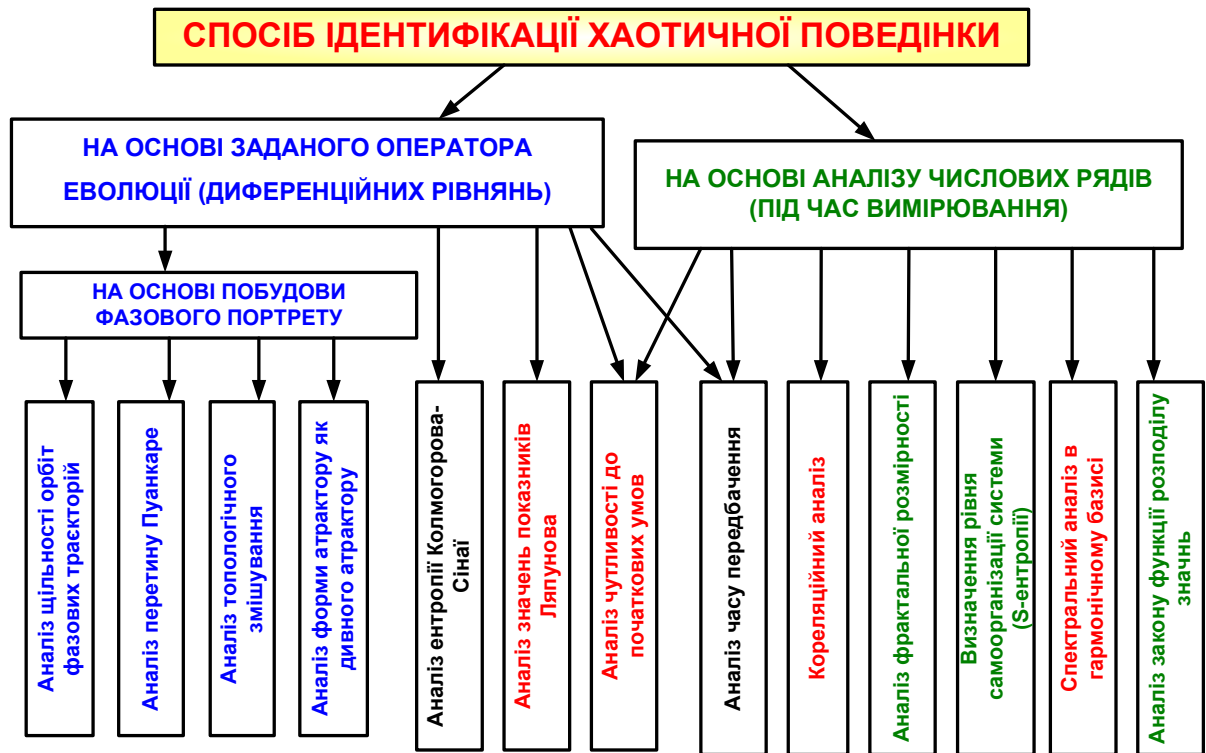 СПОСІБ ІДЕНТИФІКАЦІЇ ХАОТИЧНОЇ ПОВЕДІНКИ
НА ОСНОВІ ЗАДАНОГО ОПЕРАТОРА
ЕВОЛЮЦІЇ (ДИФЕРЕНЦІЙНИХ РІВНЯНЬ)
НА ОСНОВІ АНАЛІЗУ ЧИСЛОВИХ РЯДІВ
(ПІД ЧАС ВИМІРЮВАННЯ)
НА ОСНОВІ ПОБУДОВИ
ФАЗОВОГО ПОРТРЕТУ
Аналіз щільності орбіт
фазових траєкторій
Аналіз перетину Пуанкаре
Аналіз топологічного
змішування
Аналіз форми атрактору як
дивного атрактору
Аналіз ентропії Колмогорова-
Сінаї
Аналіз значень показників
Ляпунова
Аналіз чутливості до
початкових умов
Аналіз часу передбачення
Кореляційний аналіз
Аналіз фрактальної розмірності
Визначення рівня
самоорганізації системи
(S-ентропії)
Спектральний аналіз в
гармонічному базисі
Аналіз закону функції розподілу
значнь